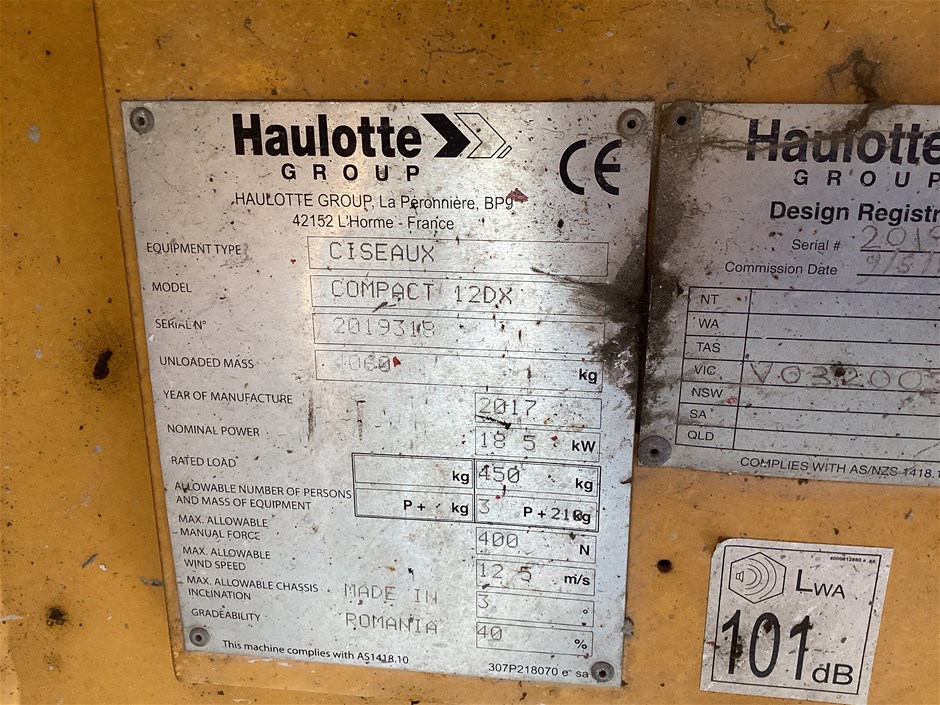 Haulotte
GROUP
CE
HAULOTTE GROUP, La Péronnière, BP9
42152 L'Horme - France
EQUIPMENT TYPE CISEAUX
MODEL COMPACT 12DX
SERIAL N° 2019318
UNLOADED MASS kg
YEAR OF MANUFACTURE 2017
NOMINAL POWER 18 5 kW
RATED LOAD kg 450 kg
ALLOWABLE NUMBER OF PERSONS
AND MASS OF EQUIPMENT P + kg 3 P + 210 kg
MAX. ALLOWABLE
MANUAL FORCE 400 N
MAX. ALLOWABLE
WIND SPEED 12 5 m/s
MAX. ALLOWABLE CHASSIS
INCLINATION 3 °
GRADEABILITY 40 %
MADE IN
ROMANIA
This machine complies with AS1418.10
307P218070 e sa
Haulotte
GROUP
Design Registr
Serial #
Commission Date
NT
WA
TAS
VIC
NSW
SA
QLD
COMPLIES WITH AS/NZS 1418.1
LWA
101 dB